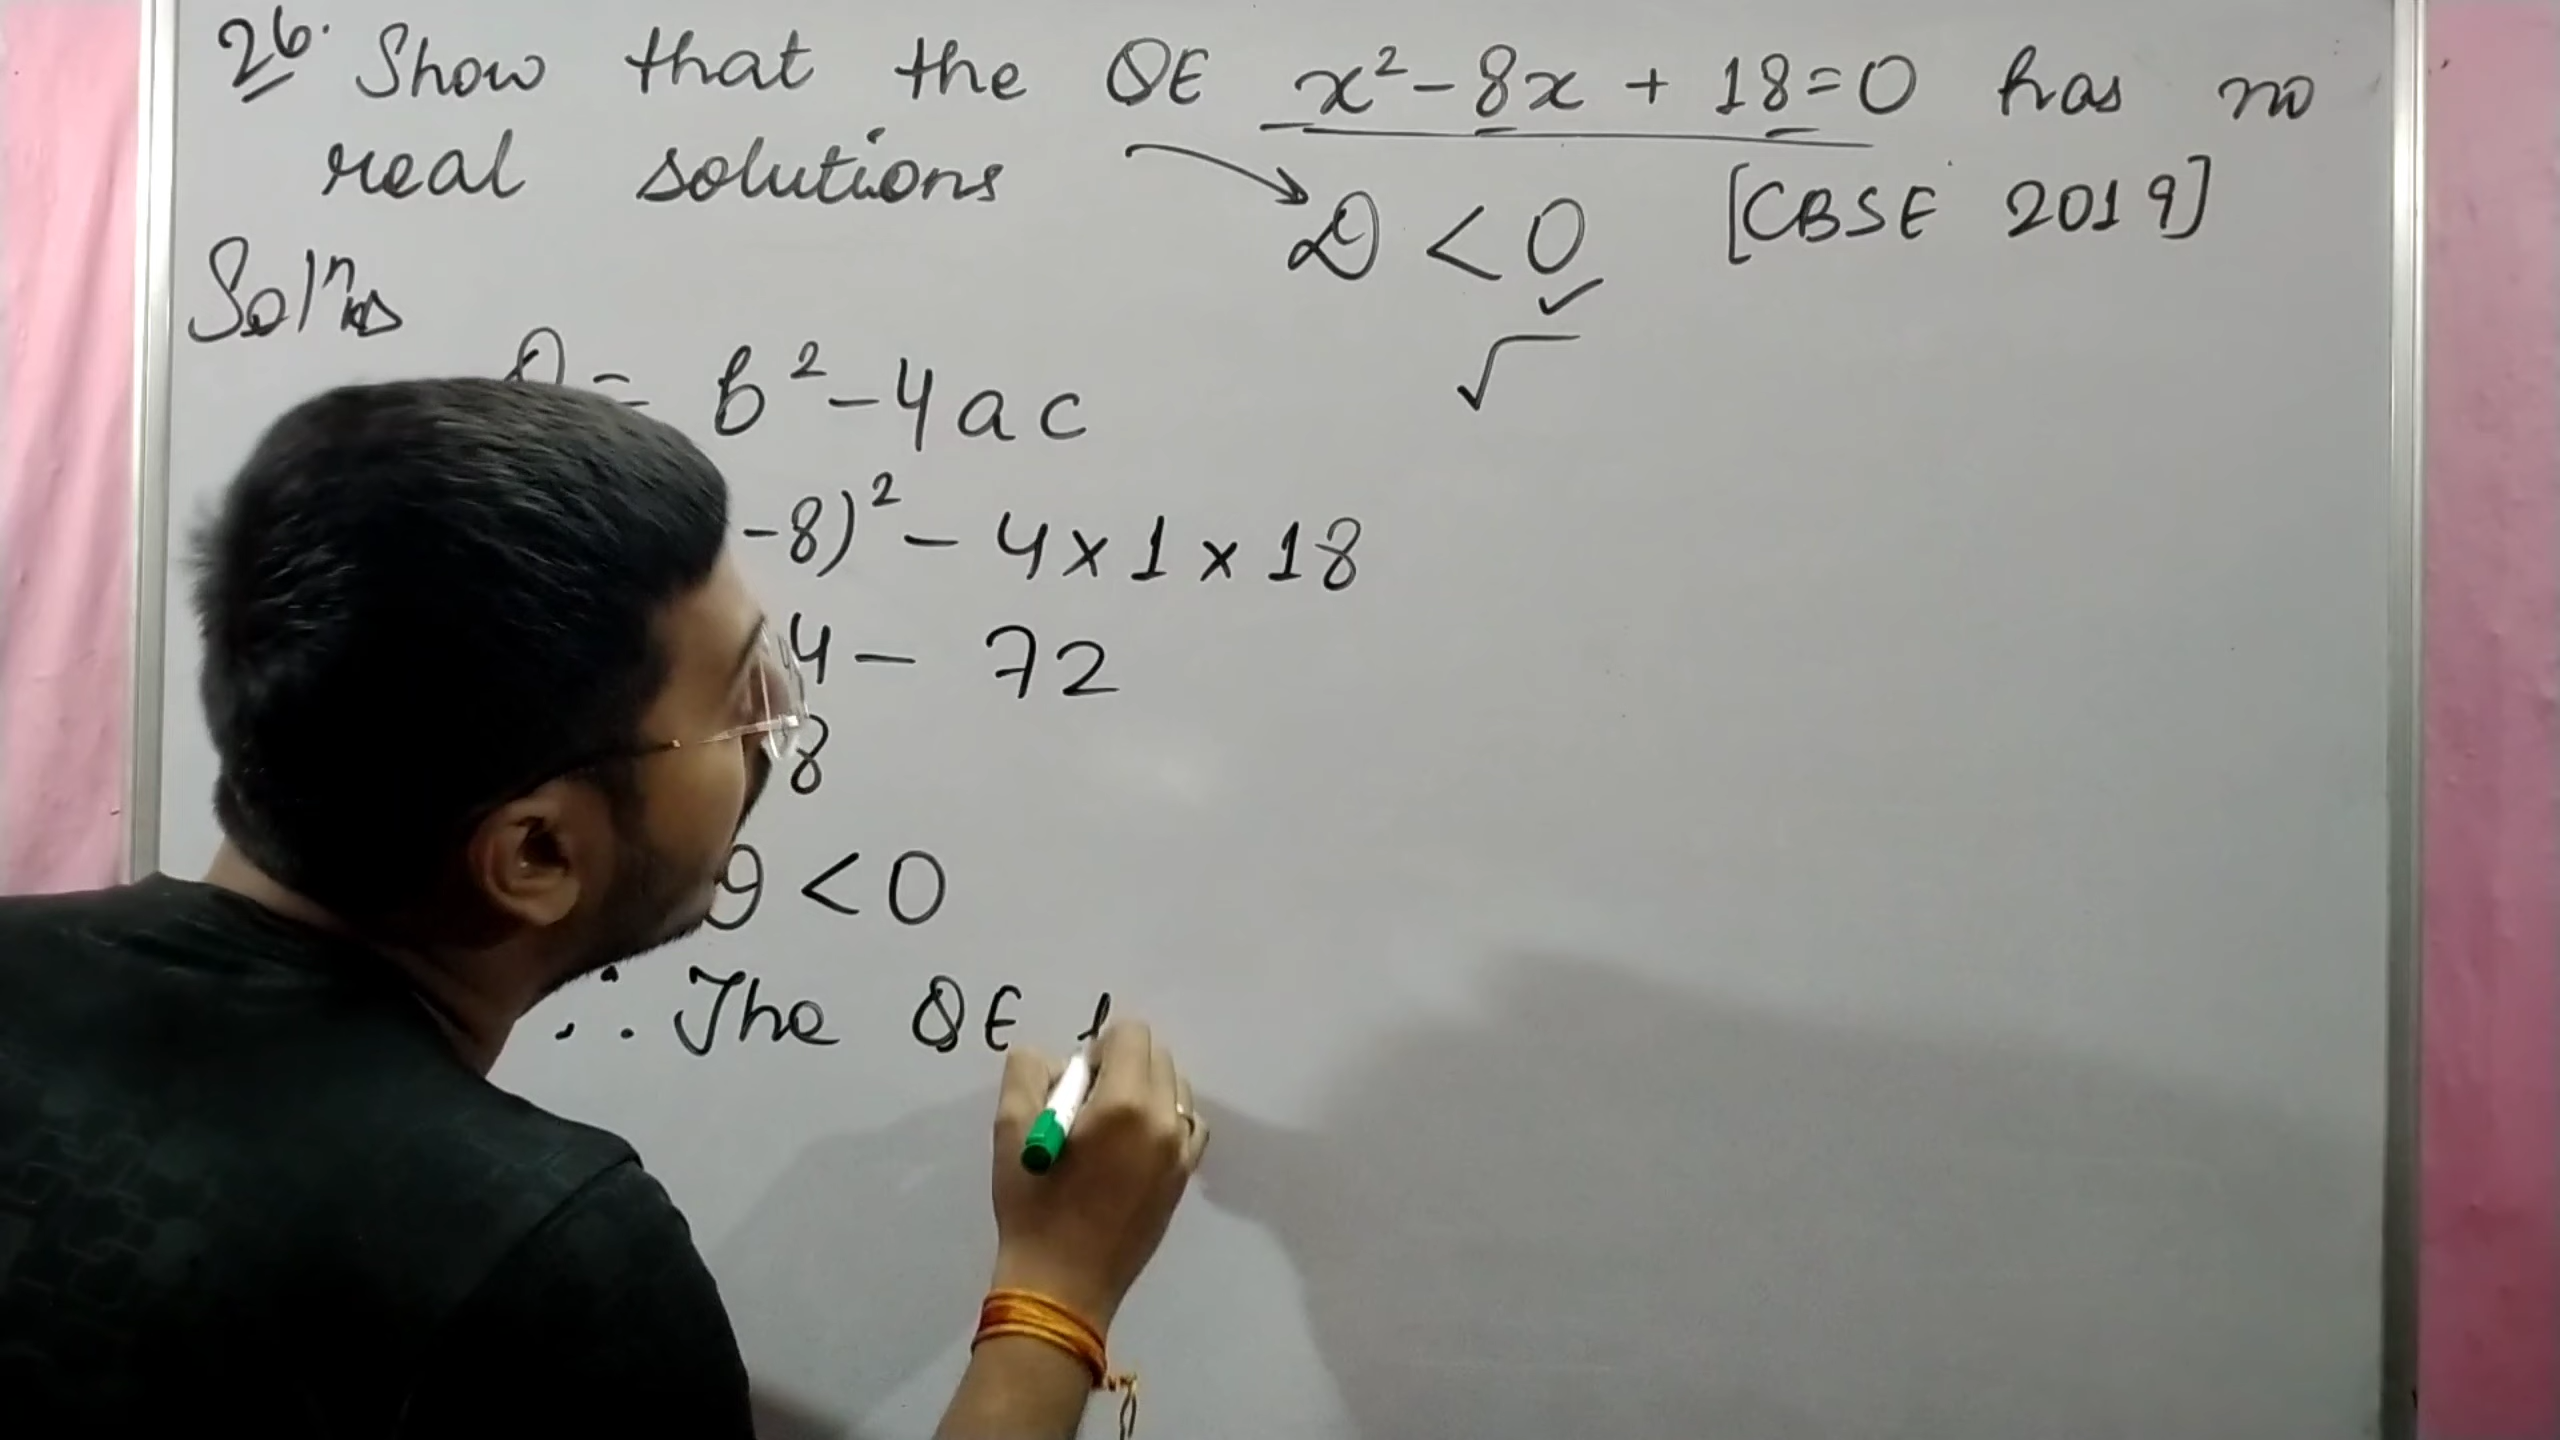 26. Show that the QE x² - 8x + 18 = 0 has no
real solutions
D < 0 [CBSE 2019]
Solⁿ
√
D = b² - 4ac
-8)² - 4 x 1 x 18
4 - 72
8
D < 0
∴ The QE